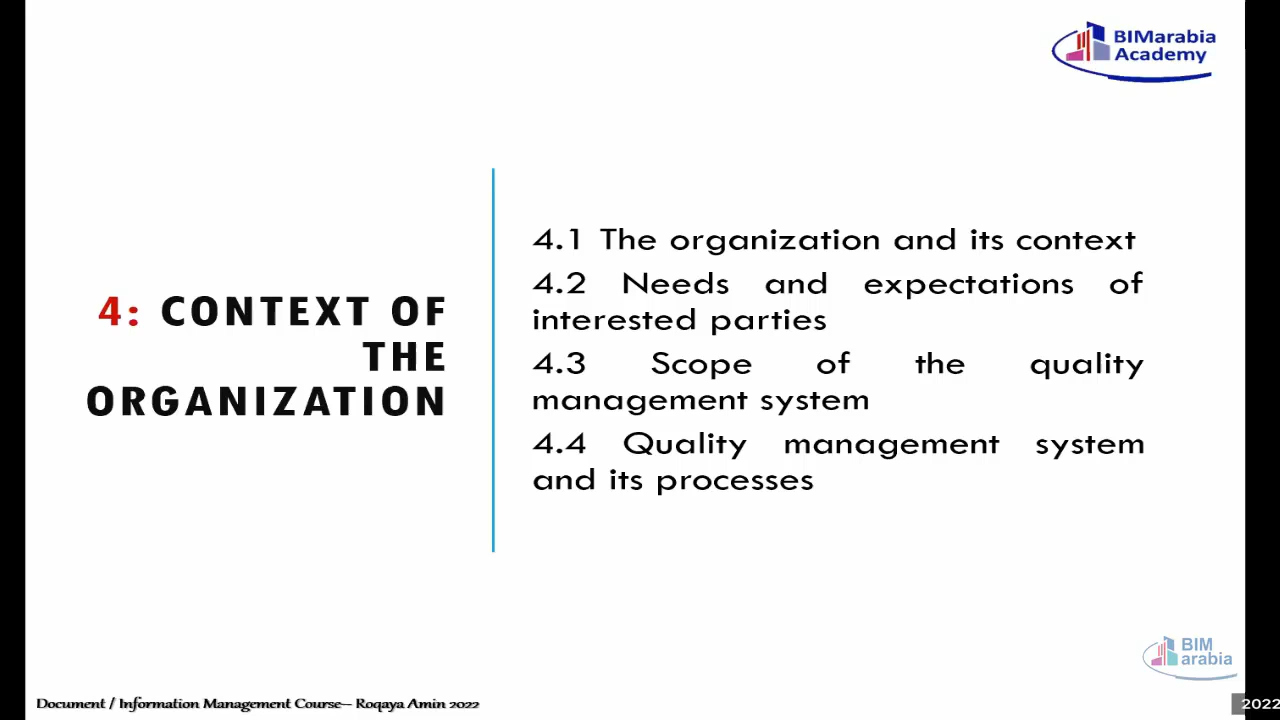 BIMarabia
Academy
4: CONTEXT OF
THE
ORGANIZATION
4.1 The organization and its context
4.2 Needs and expectations of
interested parties
4.3 Scope of the quality
management system
4.4 Quality management system
and its processes
BIM
arabia
Document / Information Management Course-- Roqaya Amin 2022
2022